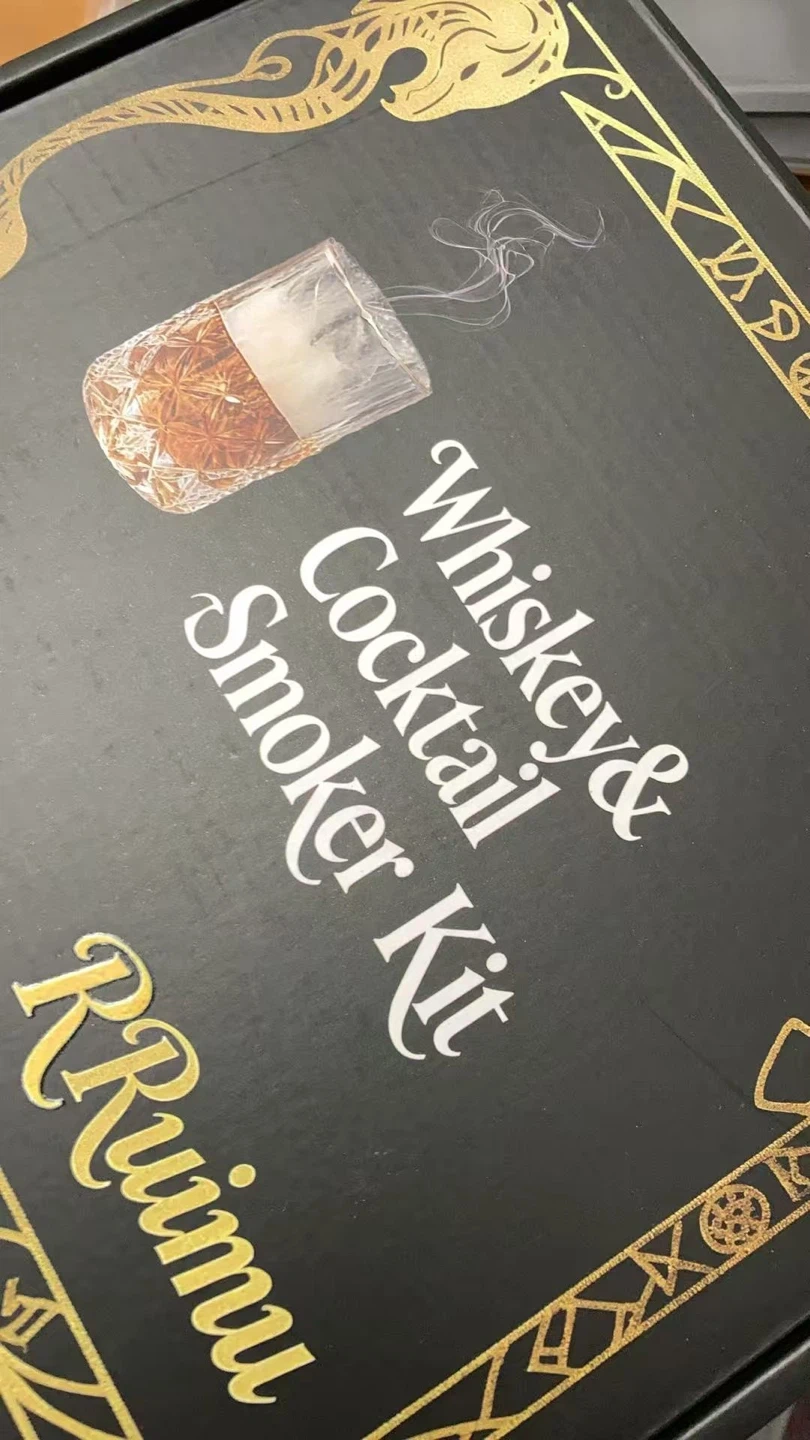 Whiskey&
Cocktail
Smoker Kit
RRuimu